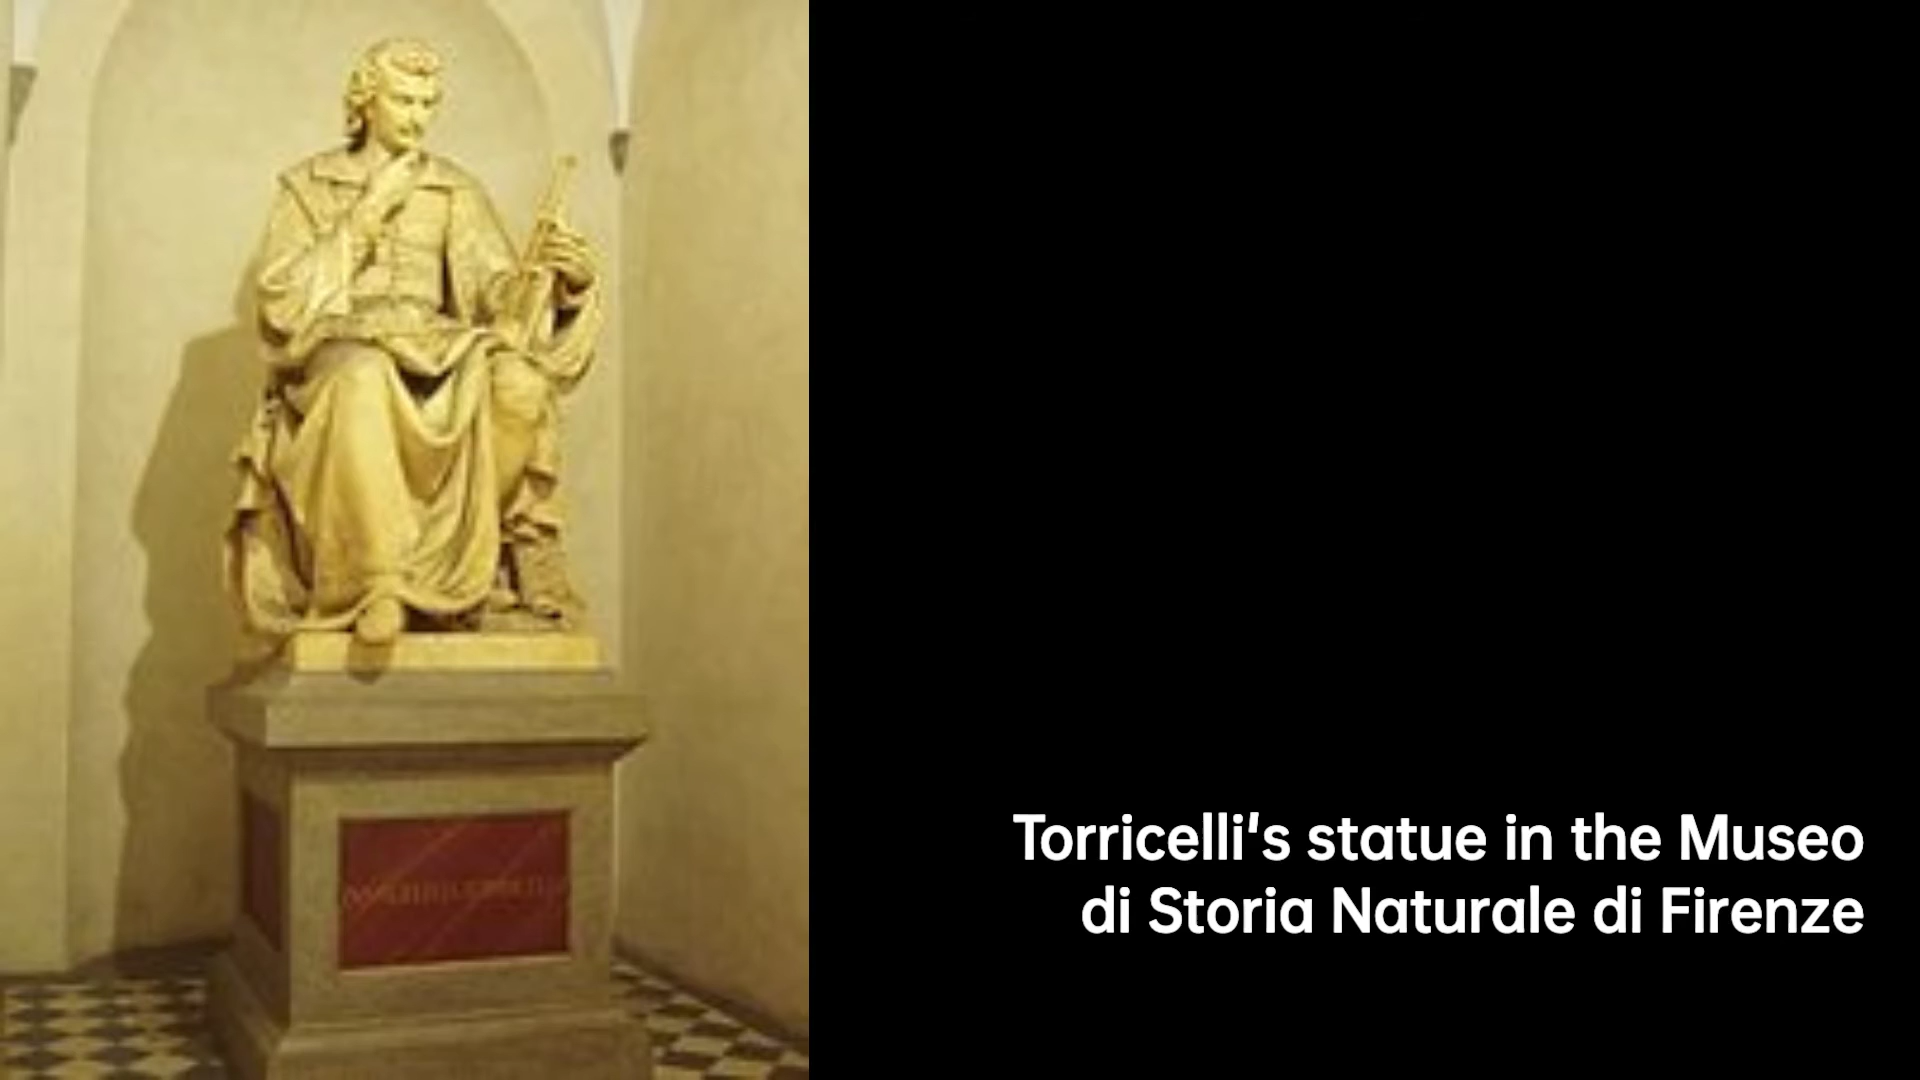 Torricelli's statue in the Museo
di Storia Naturale di Firenze